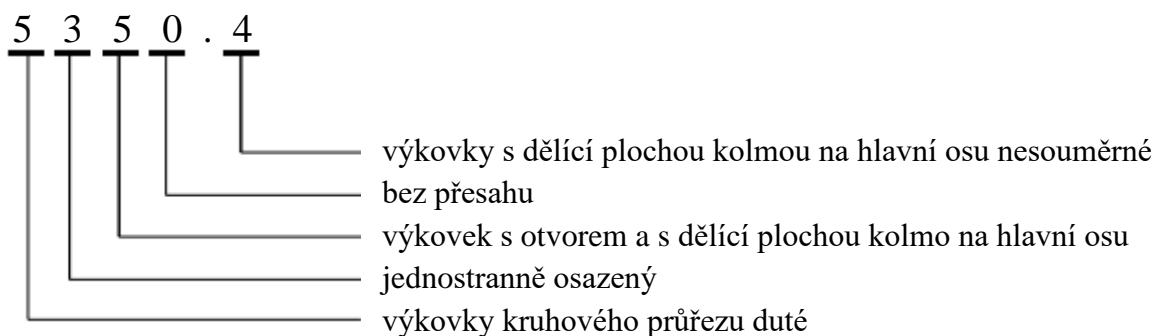 5 3 5 0 . 4
výkovky s dělící plochou kolmou na hlavní osu nesouměrné
bez přesahu
výkovek s otvorem a s dělící plochou kolmo na hlavní osu
jednostranně osazený
výkovky kruhového průřezu duté